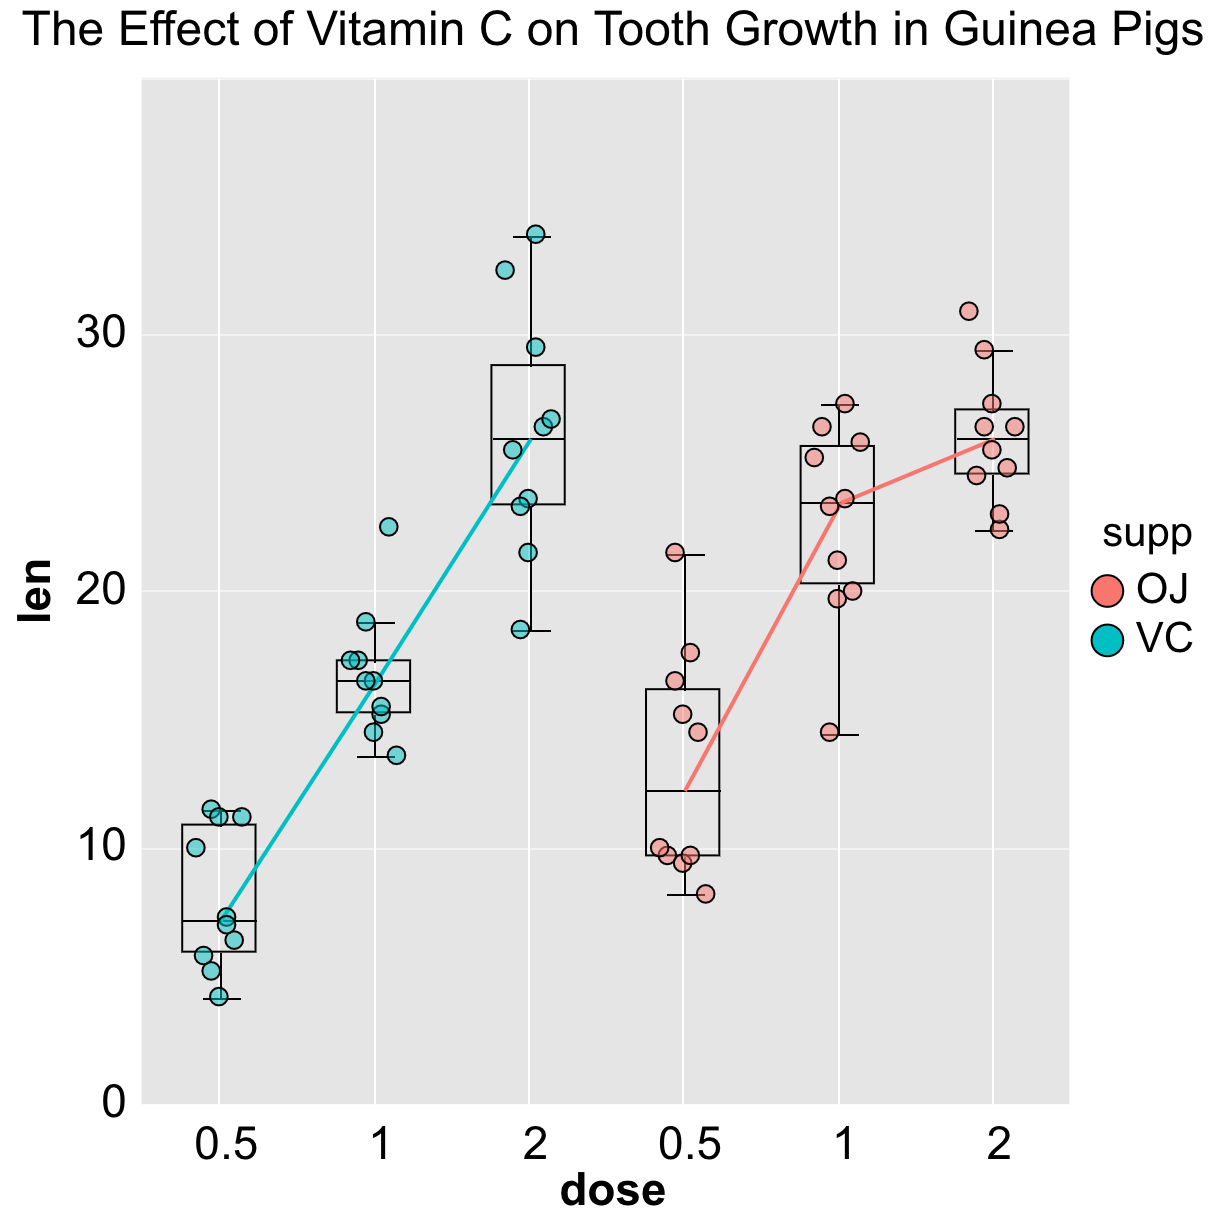 The Effect of Vitamin C on Tooth Growth in Guinea Pigs
30
20
10
0
len
0.5 1 2 0.5 1 2
dose
supp
OJ
VC